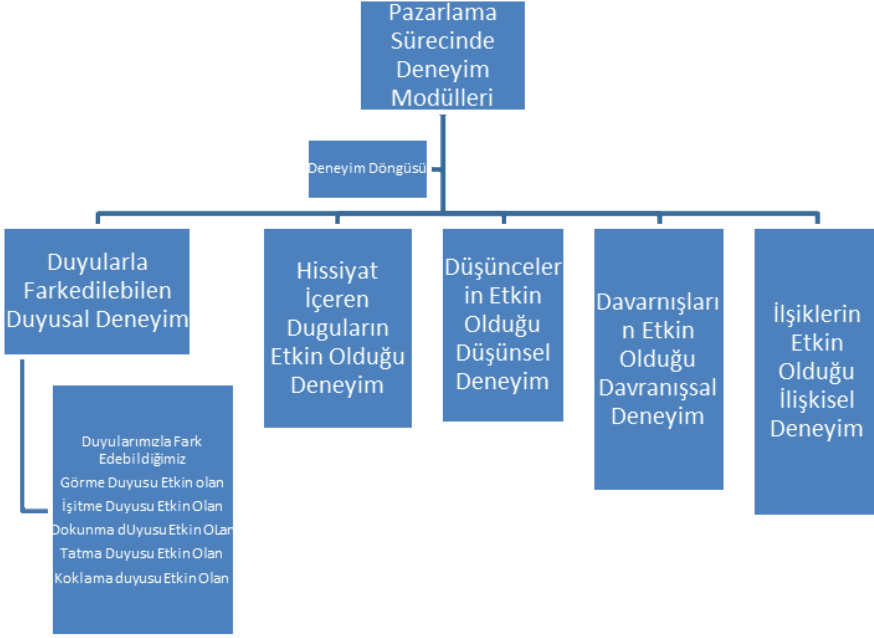 Pazarlama
Sürecinde
Deneyim
Modülleri
Deneyim Döngüsü
Duyularla
Farkedilebilen
Duyusal Deneyim
Hissiyat
İçeren
Duguların
Etkin Olduğu
Deneyim
Düşünceler
in Etkin
Olduğu
Düşünsel
Deneyim
Davarnışları
n Etkin
Olduğu
Davranışsal
Deneyim
İlşiklerin
Etkin
Olduğu
İlişkisel
Deneyim
Duyularımızla Fark
Edebildiğimiz
Görme Duyusu Etkin olan
İşitme Duyusu Etkin Olan
Dokunma dUyusu Etkin OLan
Tatma Duyusu Etkin Olan
Koklama duyusu Etkin Olan